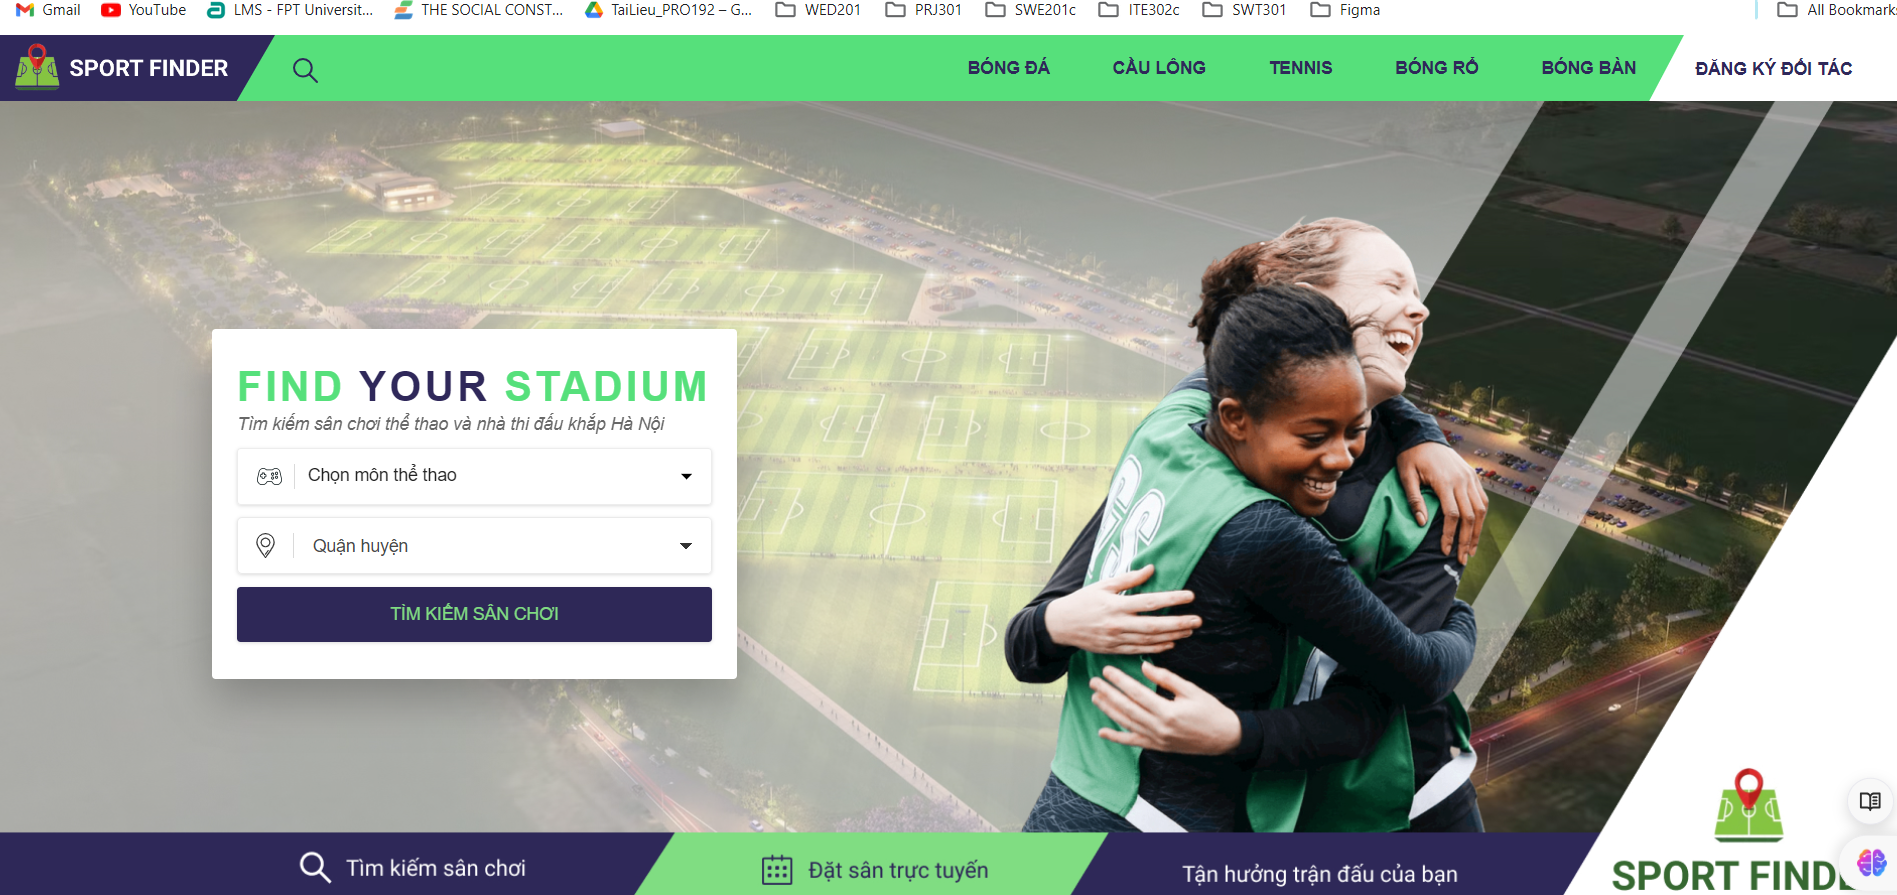 Gmail YouTube LMS - FPT Universit... THE SOCIAL CONST... TaiLieu_PRO192 – G... WED201 PRJ301 SWE201c ITE302c SWT301 Figma All Bookmarks
SPORT FINDER BÓNG ĐÁ CẦU LÔNG TENNIS BÓNG RỔ BÓNG BÀN ĐĂNG KÝ ĐỐI TÁC
FIND YOUR STADIUM
Tìm kiếm sân chơi thể thao và nhà thi đấu khắp Hà Nội
Chọn môn thể thao
Quận huyện
TÌM KIẾM SÂN CHƠI
Tìm kiếm sân chơi Đặt sân trực tuyến Tận hưởng trận đấu của bạn
SPORT FIND